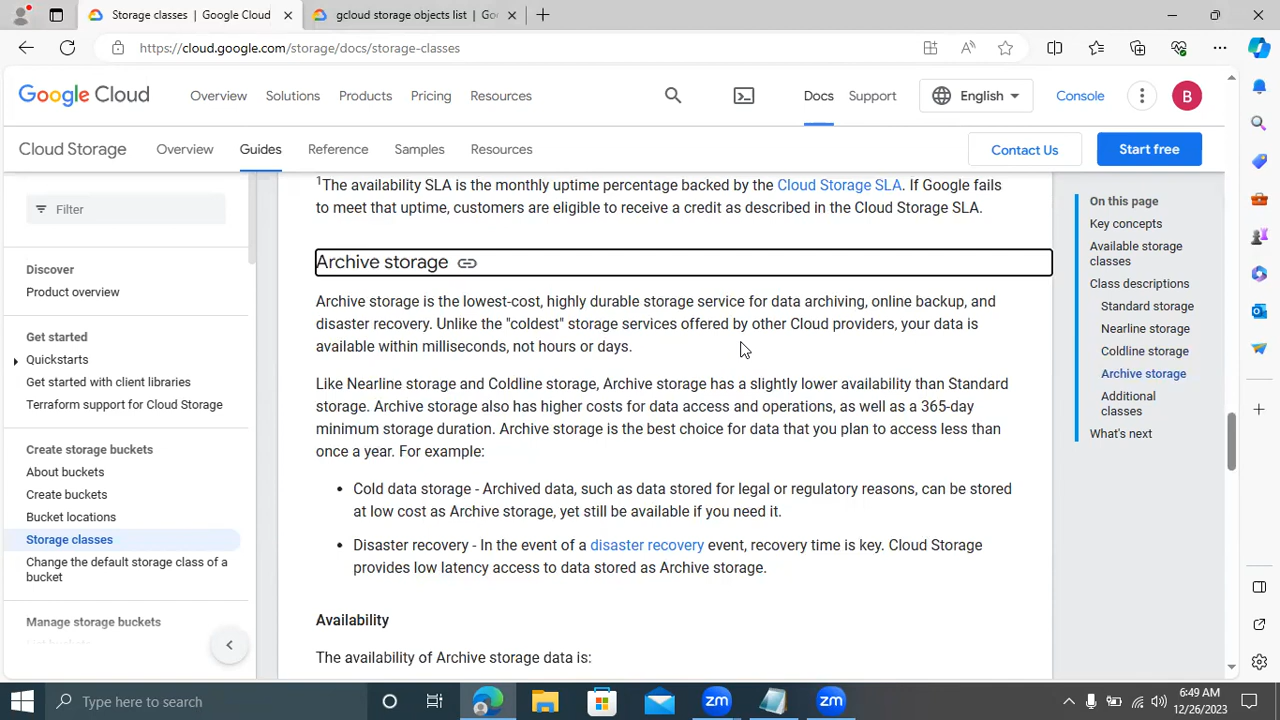 Storage classes | Google Cloud
gcloud storage objects list | Go
https://cloud.google.com/storage/docs/storage-classes
Google Cloud Overview Solutions Products Pricing Resources Docs Support English Console B
Cloud Storage Overview Guides Reference Samples Resources Contact Us Start free
Filter
Discover
Product overview
Get started
Quickstarts
Get started with client libraries
Terraform support for Cloud Storage
Create storage buckets
About buckets
Create buckets
Bucket locations
Storage classes
Change the default storage class of a
bucket
Manage storage buckets
1The availability SLA is the monthly uptime percentage backed by the Cloud Storage SLA. If Google fails
to meet that uptime, customers are eligible to receive a credit as described in the Cloud Storage SLA.
Archive storage
Archive storage is the lowest-cost, highly durable storage service for data archiving, online backup, and
disaster recovery. Unlike the "coldest" storage services offered by other Cloud providers, your data is
available within milliseconds, not hours or days.
Like Nearline storage and Coldline storage, Archive storage has a slightly lower availability than Standard
storage. Archive storage also has higher costs for data access and operations, as well as a 365-day
minimum storage duration. Archive storage is the best choice for data that you plan to access less than
once a year. For example:
• Cold data storage - Archived data, such as data stored for legal or regulatory reasons, can be stored
at low cost as Archive storage, yet still be available if you need it.
• Disaster recovery - In the event of a disaster recovery event, recovery time is key. Cloud Storage
provides low latency access to data stored as Archive storage.
Availability
The availability of Archive storage data is:
On this page
Key concepts
Available storage
classes
Class descriptions
Standard storage
Nearline storage
Coldline storage
Archive storage
Additional
classes
What's next
Type here to search
zm
zm
6:49 AM
12/26/2023